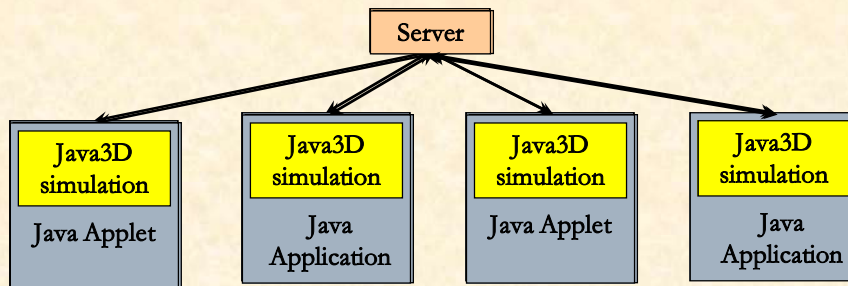 Server
Java3D
simulation
Java Applet
Java3D
simulation
Java
Application
Java3D
simulation
Java Applet
Java3D
simulation
Java
Application